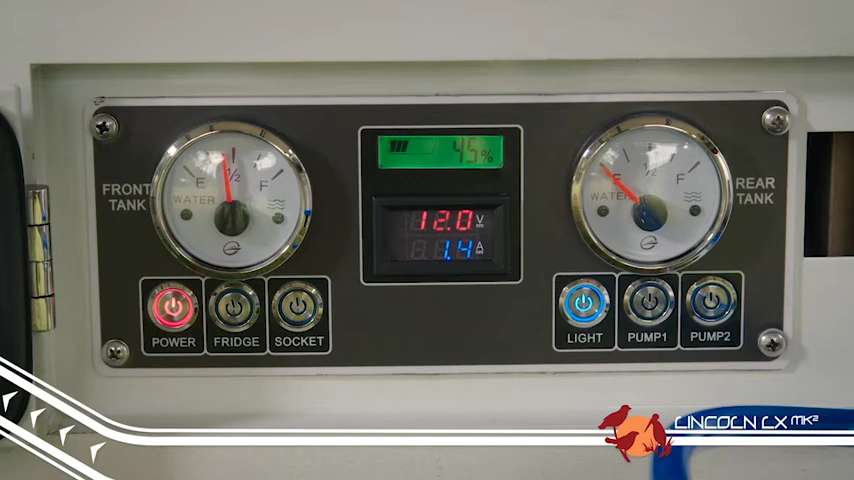 FRONT
TANK
E
1/2
F
WATER
45%
12.0 V
1.4 A
E
1/2
F
WATER
REAR
TANK
POWER
FRIDGE
SOCKET
LIGHT
PUMP1
PUMP2
LINCOLN LX MK2